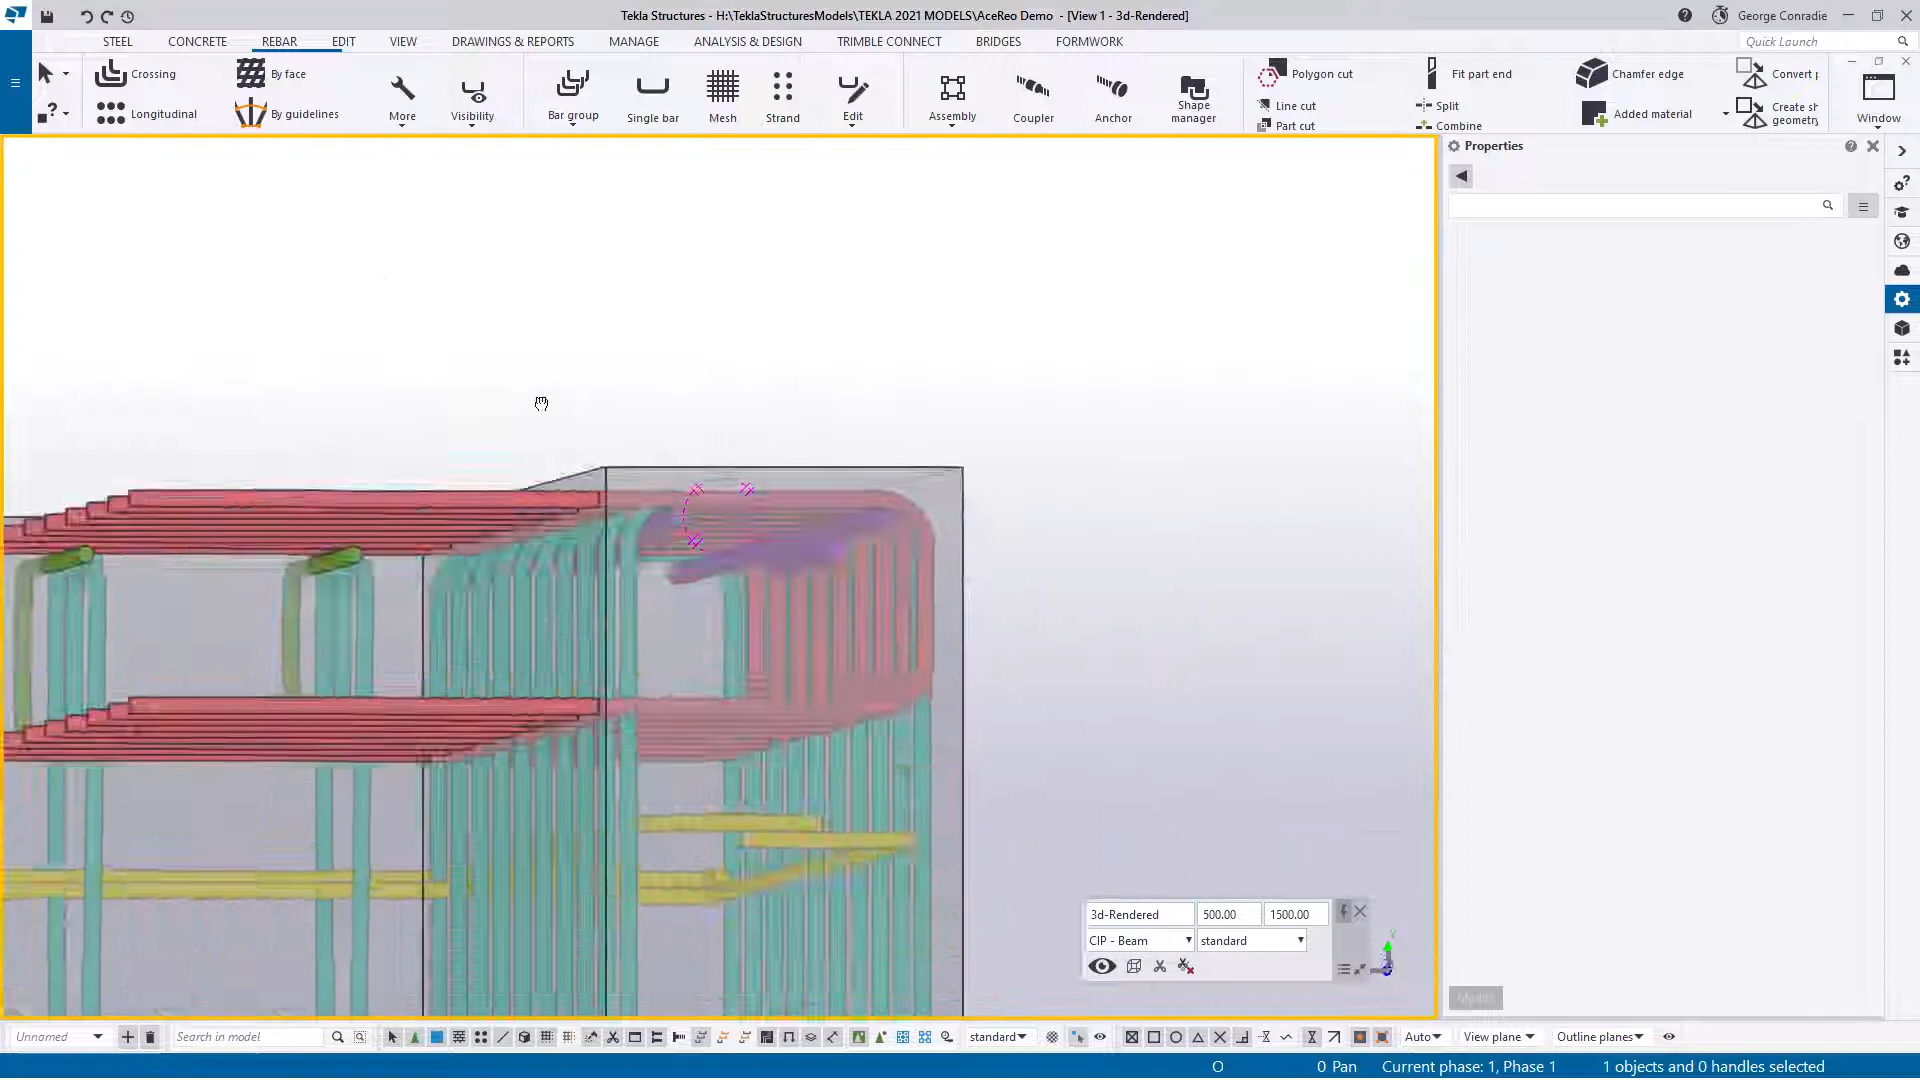 Tekla Structures - H:\TeklaStructuresModels\TEKLA 2021 MODELS\AceReo Demo - [View 1 - 3d-Rendered]
George Conradie
STEEL CONCRETE REBAR EDIT VIEW DRAWINGS & REPORTS MANAGE ANALYSIS & DESIGN TRIMBLE CONNECT BRIDGES FORMWORK
Quick Launch
Crossing
Longitudinal
By face
By guidelines
More
Visibility
Bar group
Single bar
Mesh
Strand
Edit
Assembly
Coupler
Anchor
Shape
manager
Polygon cut
Line cut
Part cut
Fit part end
Split
Combine
Chamfer edge
Added material
Convert p
Create sh
geometry
Window
Properties
3d-Rendered 500.00 1500.00
CIP - Beam standard
Modify
Unnamed
Search in model
standard
Auto
View plane
Outline planes
O 0 Pan Current phase: 1, Phase 1 1 objects and 0 handles selected